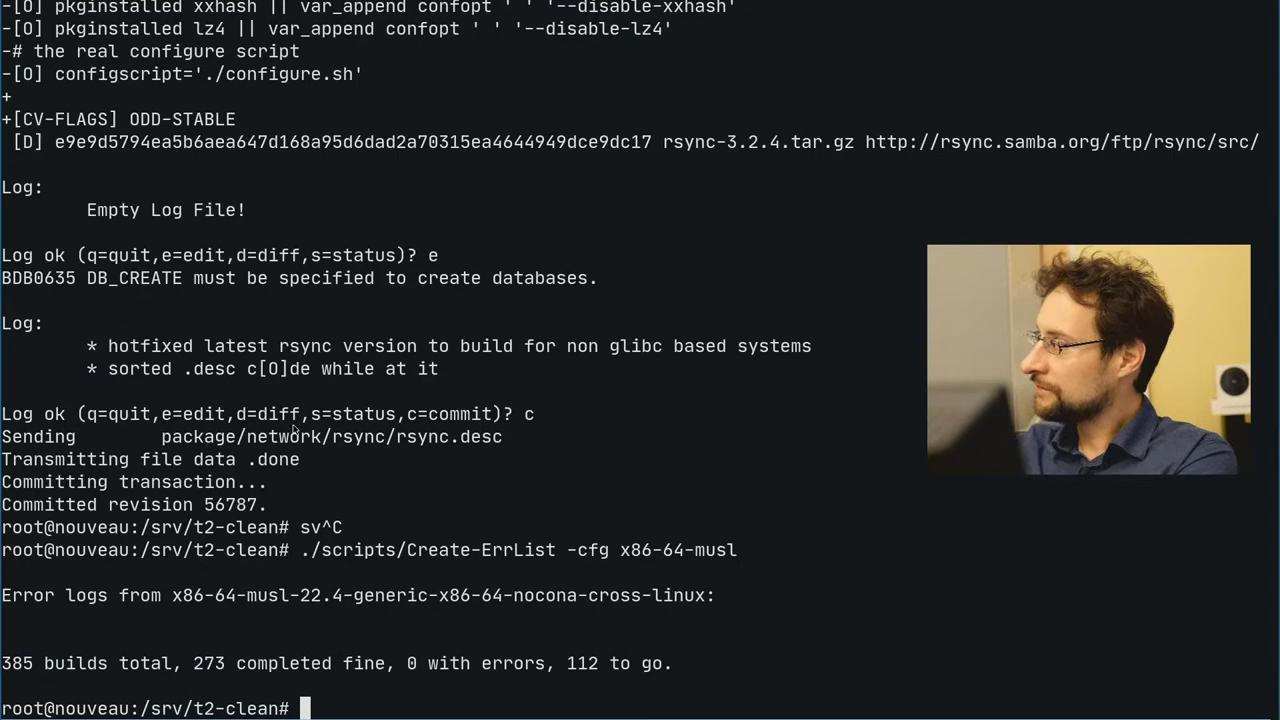 -[O] pkginstalled xxhash || var_append confopt ' ' '--disable-xxhash'
-[O] pkginstalled lz4 || var_append confopt ' ' '--disable-lz4'
-# the real configure script
-[O] configscript='./configure.sh'
+
+[CV-FLAGS] ODD-STABLE
 [D] e9e9d5794ea5b6aea647d168a95d6dad2a70315ea4644949dce9dc17 rsync-3.2.4.tar.gz http://rsync.samba.org/ftp/rsync/src/
Log:
Empty Log File!
Log ok (q=quit,e=edit,d=diff,s=status)? e
BDB0635 DB_CREATE must be specified to create databases.
Log:
* hotfixed latest rsync version to build for non glibc based systems
* sorted .desc c[O]de while at it
Log ok (q=quit,e=edit,d=diff,s=status,c=commit)? c
Sending        package/network/rsync/rsync.desc
Transmitting file data .done
Committing transaction...
Committed revision 56787.
root@nouveau:/srv/t2-clean# sv^C
root@nouveau:/srv/t2-clean# ./scripts/Create-ErrList -cfg x86-64-musl
Error logs from x86-64-musl-22.4-generic-x86-64-nocona-cross-linux:
385 builds total, 273 completed fine, 0 with errors, 112 to go.
root@nouveau:/srv/t2-clean#